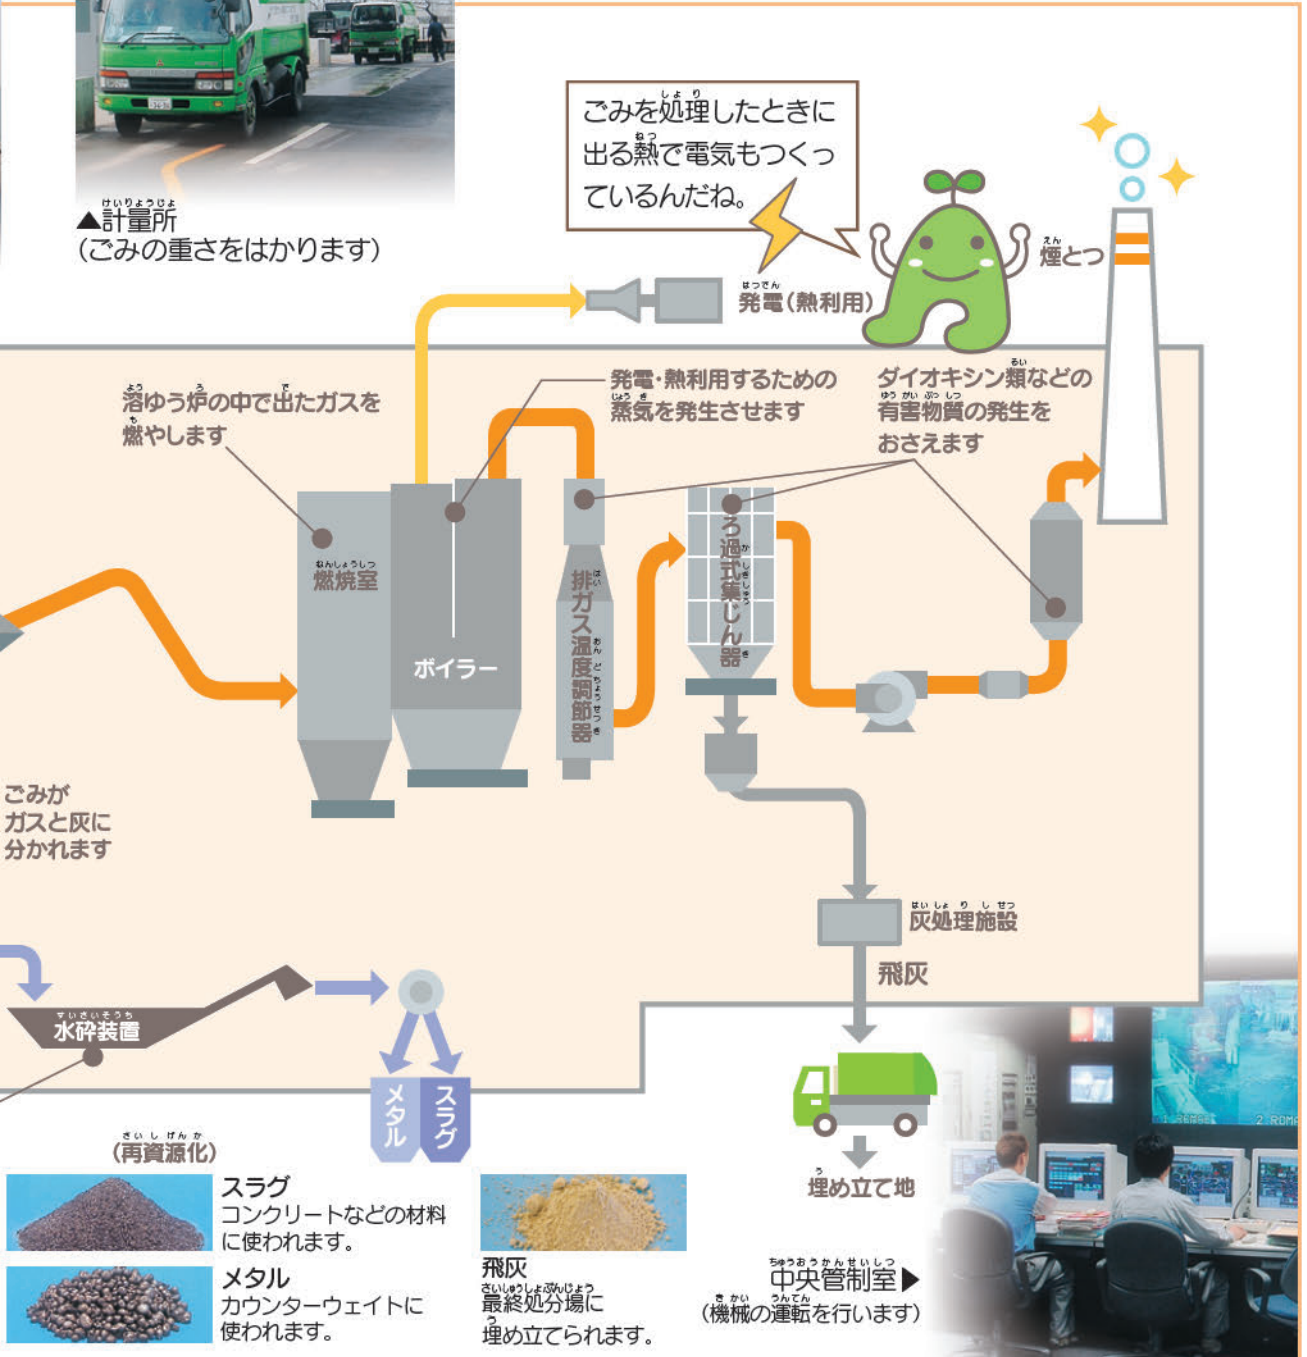 ▲計量所
(ごみの重さをはかります)
ごみを処理したときに
出る熱で電気もつくっ
ているんだね。
煙とつ
発電(熱利用)
溶ゆう炉の中で出たガスを
燃やします
発電・熱利用するための
蒸気を発生させます
ダイオキシン類などの
有害物質の発生を
おさえます
燃焼室
ボイラー
排ガス温度調節器
ろ過式集じん器
ごみが
ガスと灰に
分かれます
灰処理施設
飛灰
水砕装置
メタル
スラグ
埋め立て地
(再資源化)
スラグ
コンクリートなどの材料
に使われます。
メタル
カウンターウェイトに
使われます。
飛灰
最終処分場に
埋め立てられます。
中央管制室▶
(機械の運転を行います)